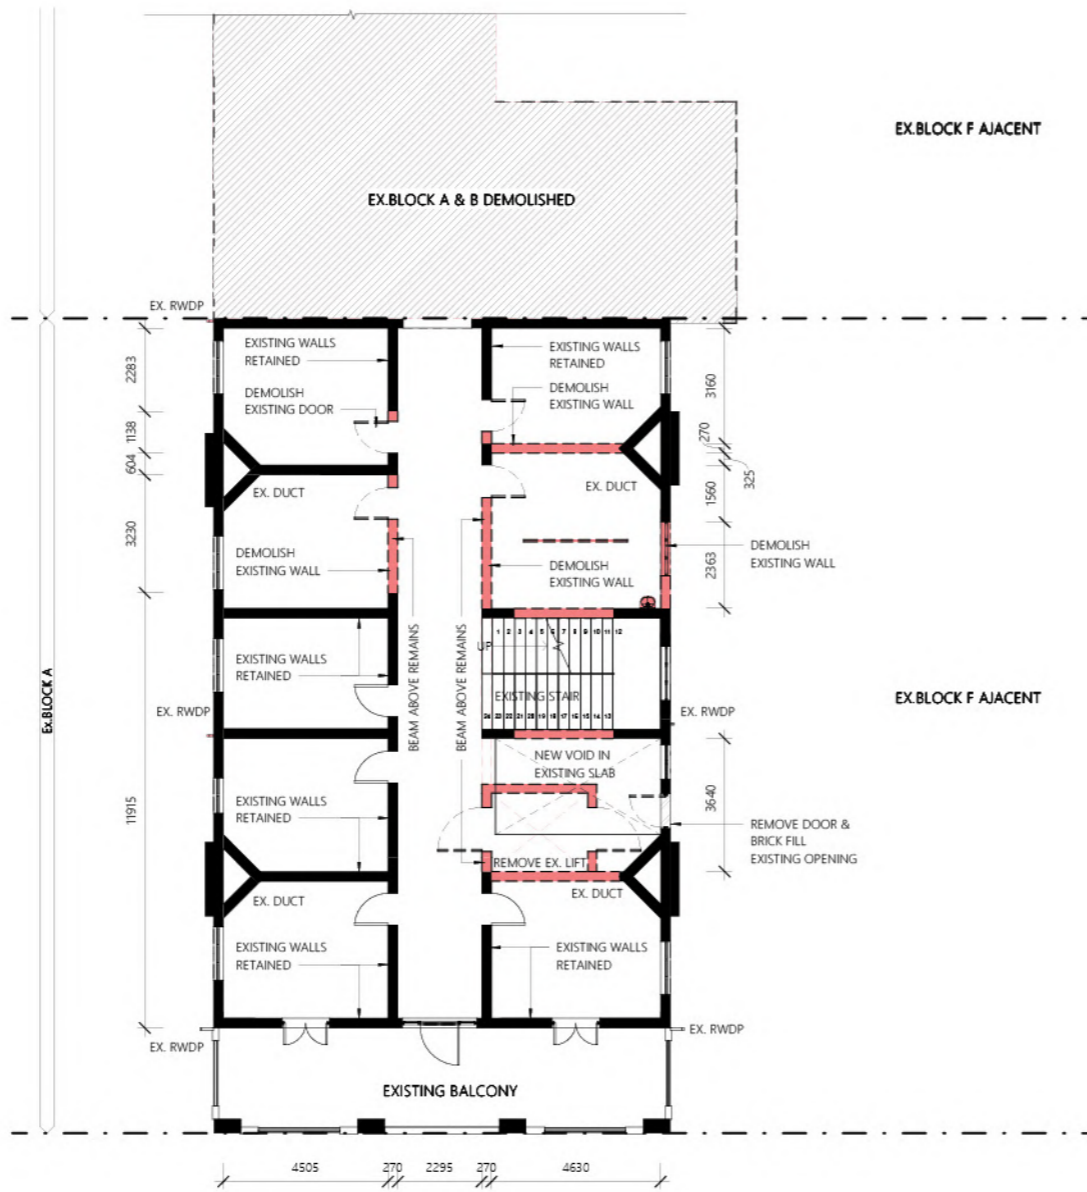 EX.BLOCK F AJACENT
EX.BLOCK A & B DEMOLISHED
EX. RWDP
EXISTING WALLS
RETAINED
DEMOLISH
EXISTING DOOR
EXISTING WALLS
RETAINED
DEMOLISH
EXISTING WALL
2283
1138
604
3230
11915
3160
270
325
1560
2363
3640
EX. DUCT
EX. DUCT
DEMOLISH
EXISTING WALL
DEMOLISH
EXISTING WALL
DEMOLISH
EXISTING WALL
BEAM ABOVE REMAINS
BEAM ABOVE REMAINS
EXISTING WALLS
RETAINED
1 2 3 4 5 6 7 8 9 10 11 12
UP
EXISTING STAIR
24 23 22 21 20 19 18 17 16 15 14 13
Ex.BLOCK A
EX.BLOCK F AJACENT
EX. RWDP
EX. RWDP
NEW VOID IN
EXISTING SLAB
EXISTING WALLS
RETAINED
REMOVE DOOR &
BRICK FILL
EXISTING OPENING
REMOVE EX. LIFT
EX. DUCT
EX. DUCT
EXISTING WALLS
RETAINED
EXISTING WALLS
RETAINED
EX. RWDP
EX. RWDP
EXISTING BALCONY
4505 270 2295 270 4630